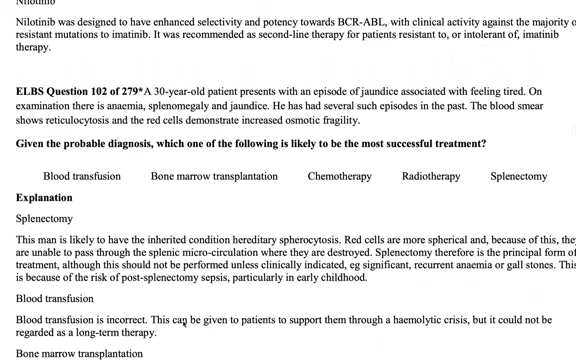 Nilotinib
Nilotinib was designed to have enhanced selectivity and potency towards BCR-ABL, with clinical activity against the majority o
resistant mutations to imatinib. It was recommended as second-line therapy for patients resistant to, or intolerant of, imatinib
therapy.
ELBS Question 102 of 279*A 30-year-old patient presents with an episode of jaundice associated with feeling tired. On
examination there is anaemia, splenomegaly and jaundice. He has had several such episodes in the past. The blood smear
shows reticulocytosis and the red cells demonstrate increased osmotic fragility.
Given the probable diagnosis, which one of the following is likely to be the most successful treatment?
Blood transfusion Bone marrow transplantation Chemotherapy Radiotherapy Splenectomy
Explanation
Splenectomy
This man is likely to have the inherited condition hereditary spherocytosis. Red cells are more spherical and, because of this, they
are unable to pass through the splenic micro-circulation where they are destroyed. Splenectomy therefore is the principal form of
treatment, although this should not be performed unless clinically indicated, eg significant, recurrent anaemia or gall stones. This
is because of the risk of post-splenectomy sepsis, particularly in early childhood.
Blood transfusion
Blood transfusion is incorrect. This can be given to patients to support them through a haemolytic crisis, but it could not be
regarded as a long-term therapy.
Bone marrow transplantation